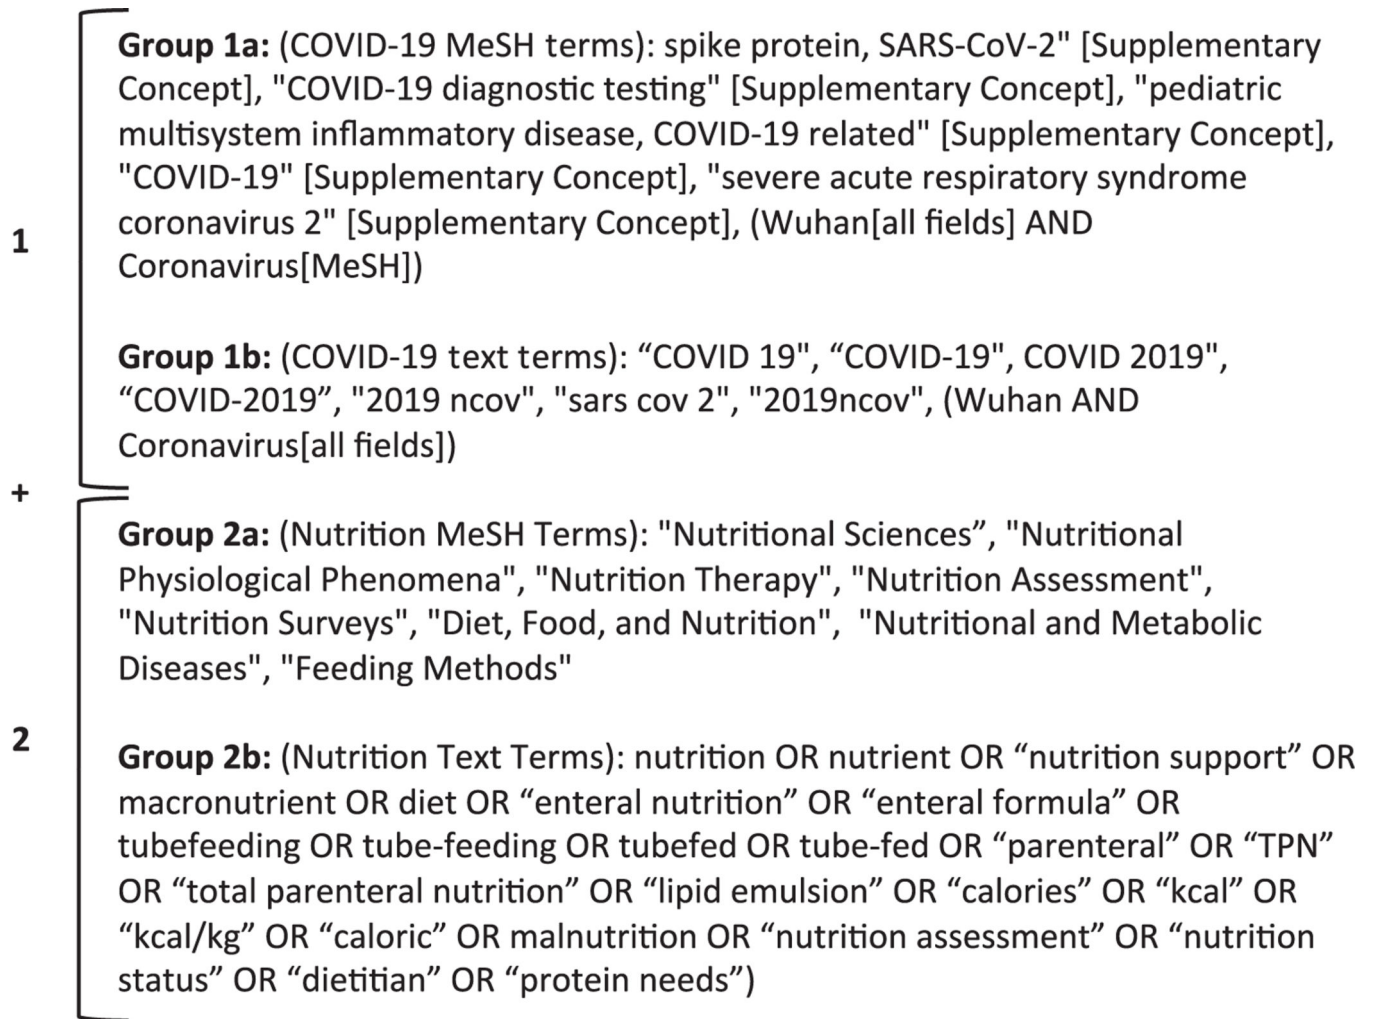 Group 1a: (COVID-19 MeSH terms): spike protein, SARS-CoV-2" [Supplementary
Concept], "COVID-19 diagnostic testing" [Supplementary Concept], "pediatric
multisystem inflammatory disease, COVID-19 related" [Supplementary Concept],
"COVID-19" [Supplementary Concept], "severe acute respiratory syndrome
coronavirus 2" [Supplementary Concept], (Wuhan[all fields] AND
1
Coronavirus[MeSH])
Group 1b: (COVID-19 text terms): “COVID 19", “COVID-19", COVID 2019",
“COVID-2019”, "2019 ncov", "sars cov 2", "2019ncov", (Wuhan AND
Coronavirus[all fields])
+
Group 2a: (Nutrition MeSH Terms): "Nutritional Sciences”, "Nutritional
Physiological Phenomena", "Nutrition Therapy", "Nutrition Assessment",
"Nutrition Surveys", "Diet, Food, and Nutrition", "Nutritional and Metabolic
Diseases", "Feeding Methods"
2
Group 2b: (Nutrition Text Terms): nutrition OR nutrient OR “nutrition support” OR
macronutrient OR diet OR “enteral nutrition” OR “enteral formula” OR
tubefeeding OR tube-feeding OR tubefed OR tube-fed OR “parenteral” OR “TPN”
OR “total parenteral nutrition” OR “lipid emulsion” OR “calories” OR “kcal” OR
“kcal/kg” OR “caloric” OR malnutrition OR “nutrition assessment” OR “nutrition
status” OR “dietitian” OR “protein needs”)